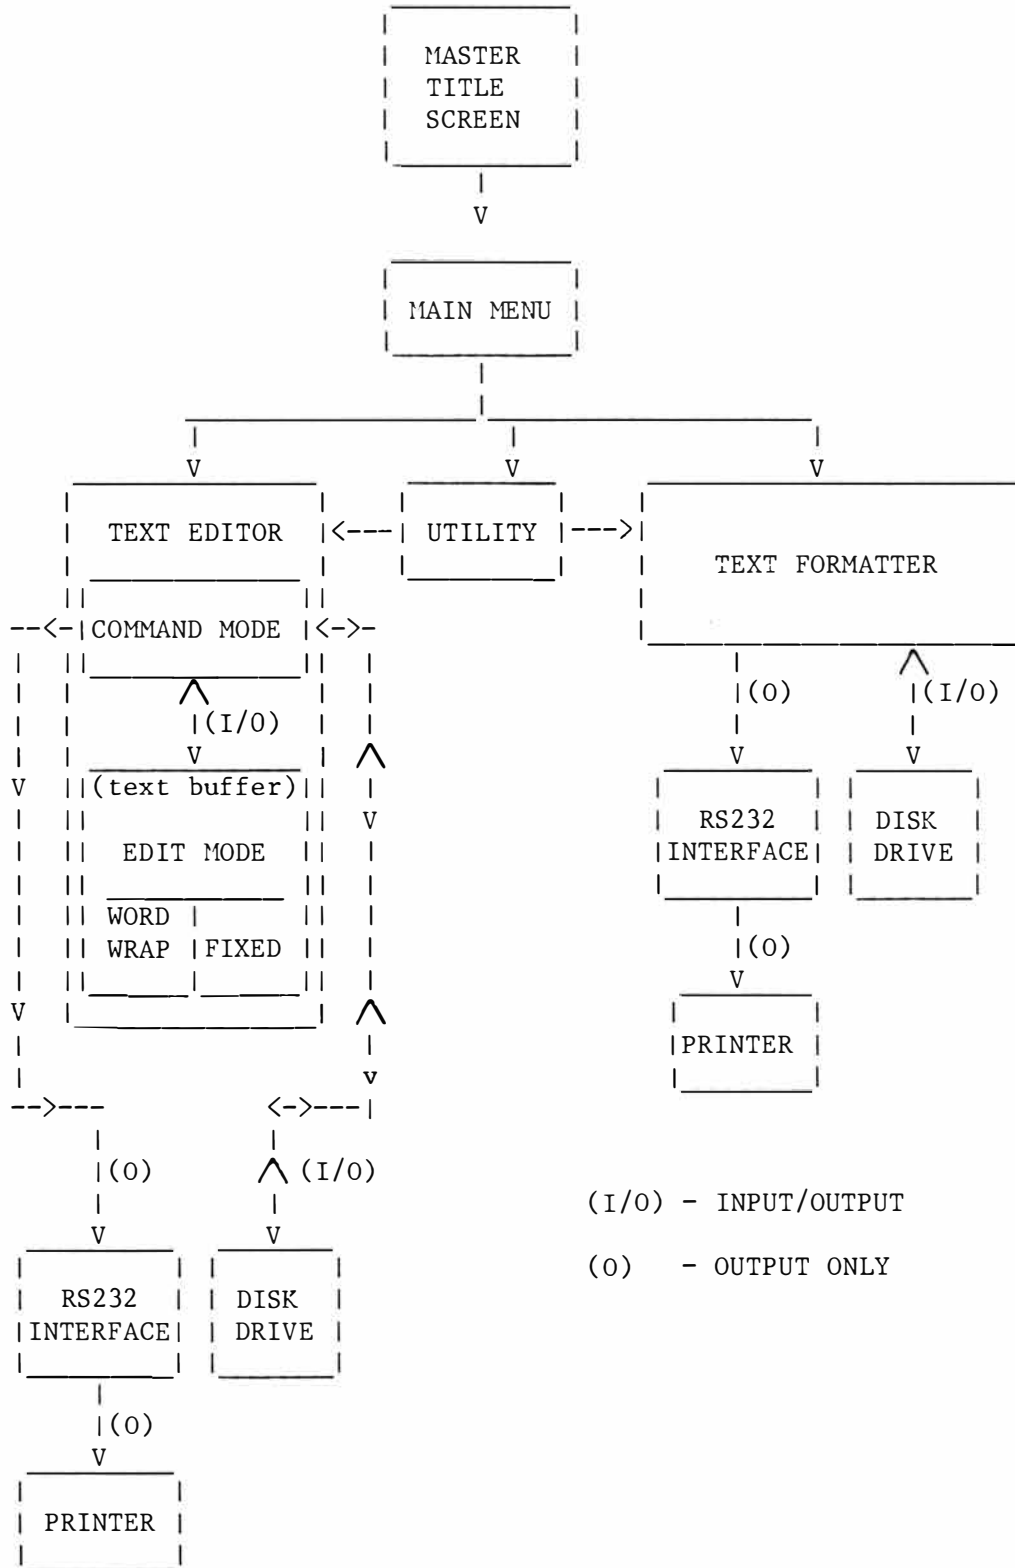 MASTER
TITLE
SCREEN
MAIN MENU
TEXT EDITOR
UTILITY
TEXT FORMATTER
COMMAND MODE
(I/O)
(text buffer)
EDIT MODE
WORD
WRAP
FIXED
(O)
(I/O)
RS232
INTERFACE
DISK
DRIVE
(O)
PRINTER
(O)
(I/O)
(I/O) - INPUT/OUTPUT
(O) - OUTPUT ONLY
RS232
INTERFACE
DISK
DRIVE
(O)
PRINTER